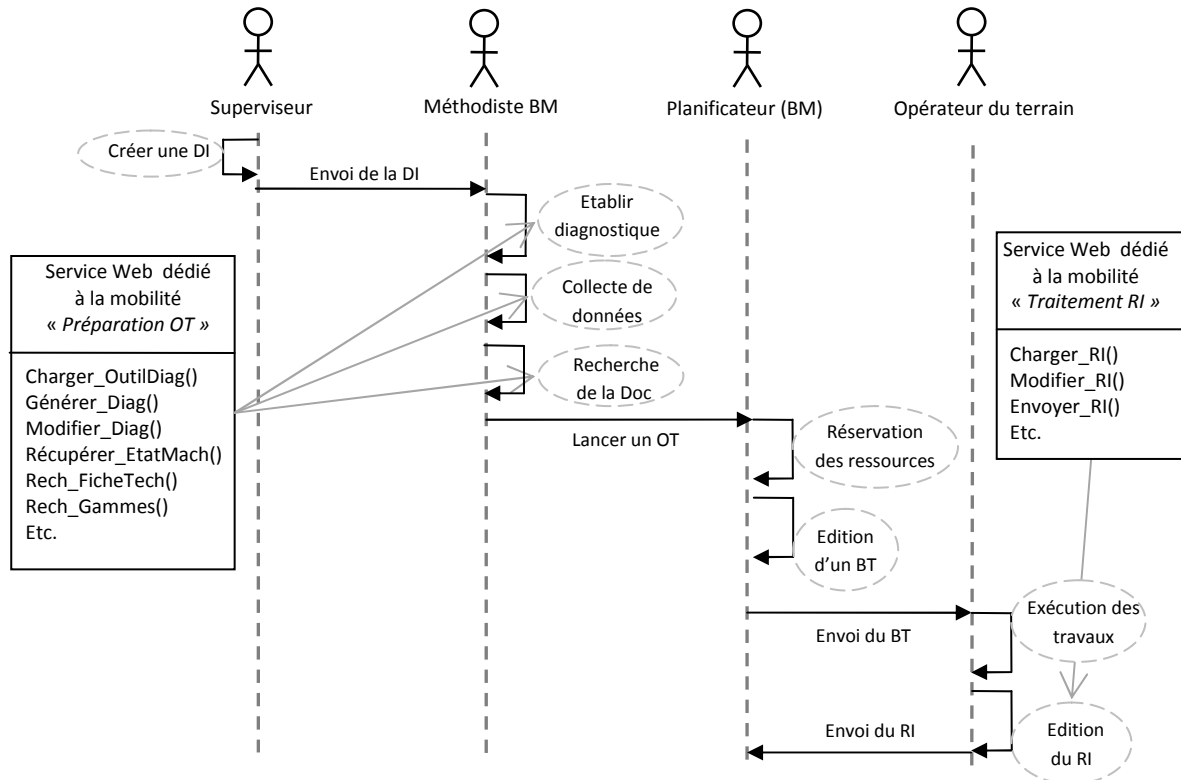 Superviseur
Méthodiste BM
Planificateur (BM)
Opérateur du terrain
Créer une DI
Envoi de la DI
Etablir
diagnostique
Service Web dédié
à la mobilité
« Préparation OT »
Charger_OutilDiag()
Générer_Diag()
Modifier_Diag()
Récupérer_EtatMach()
Rech_FicheTech()
Rech_Gammes()
Etc.
Collecte de
données
Recherche
de la Doc
Lancer un OT
Réservation
des ressources
Service Web dédié
à la mobilité
« Traitement RI »
Charger_RI()
Modifier_RI()
Envoyer_RI()
Etc.
Edition
d’un BT
Envoi du BT
Exécution des
travaux
Envoi du RI
Edition
du RI